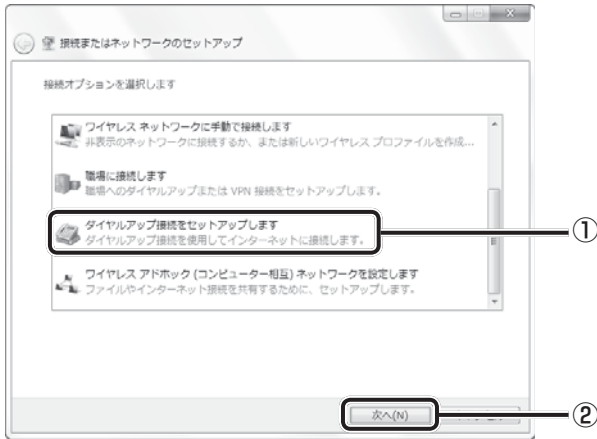 接続またはネットワークのセットアップ
接続オプションを選択します
ワイヤレス ネットワークに手動で接続します
非表示のネットワークに接続するか、または新しいワイヤレス プロファイルを作成...
職場に接続します
職場へのダイヤルアップまたは VPN 接続をセットアップします。
ダイヤルアップ接続をセットアップします
ダイヤルアップ接続を使用してインターネットに接続します。
①
ワイヤレス アドホック (コンピューター相互) ネットワークを設定します
ファイルやインターネット接続を共有するために、セットアップします。
次へ(N)
②